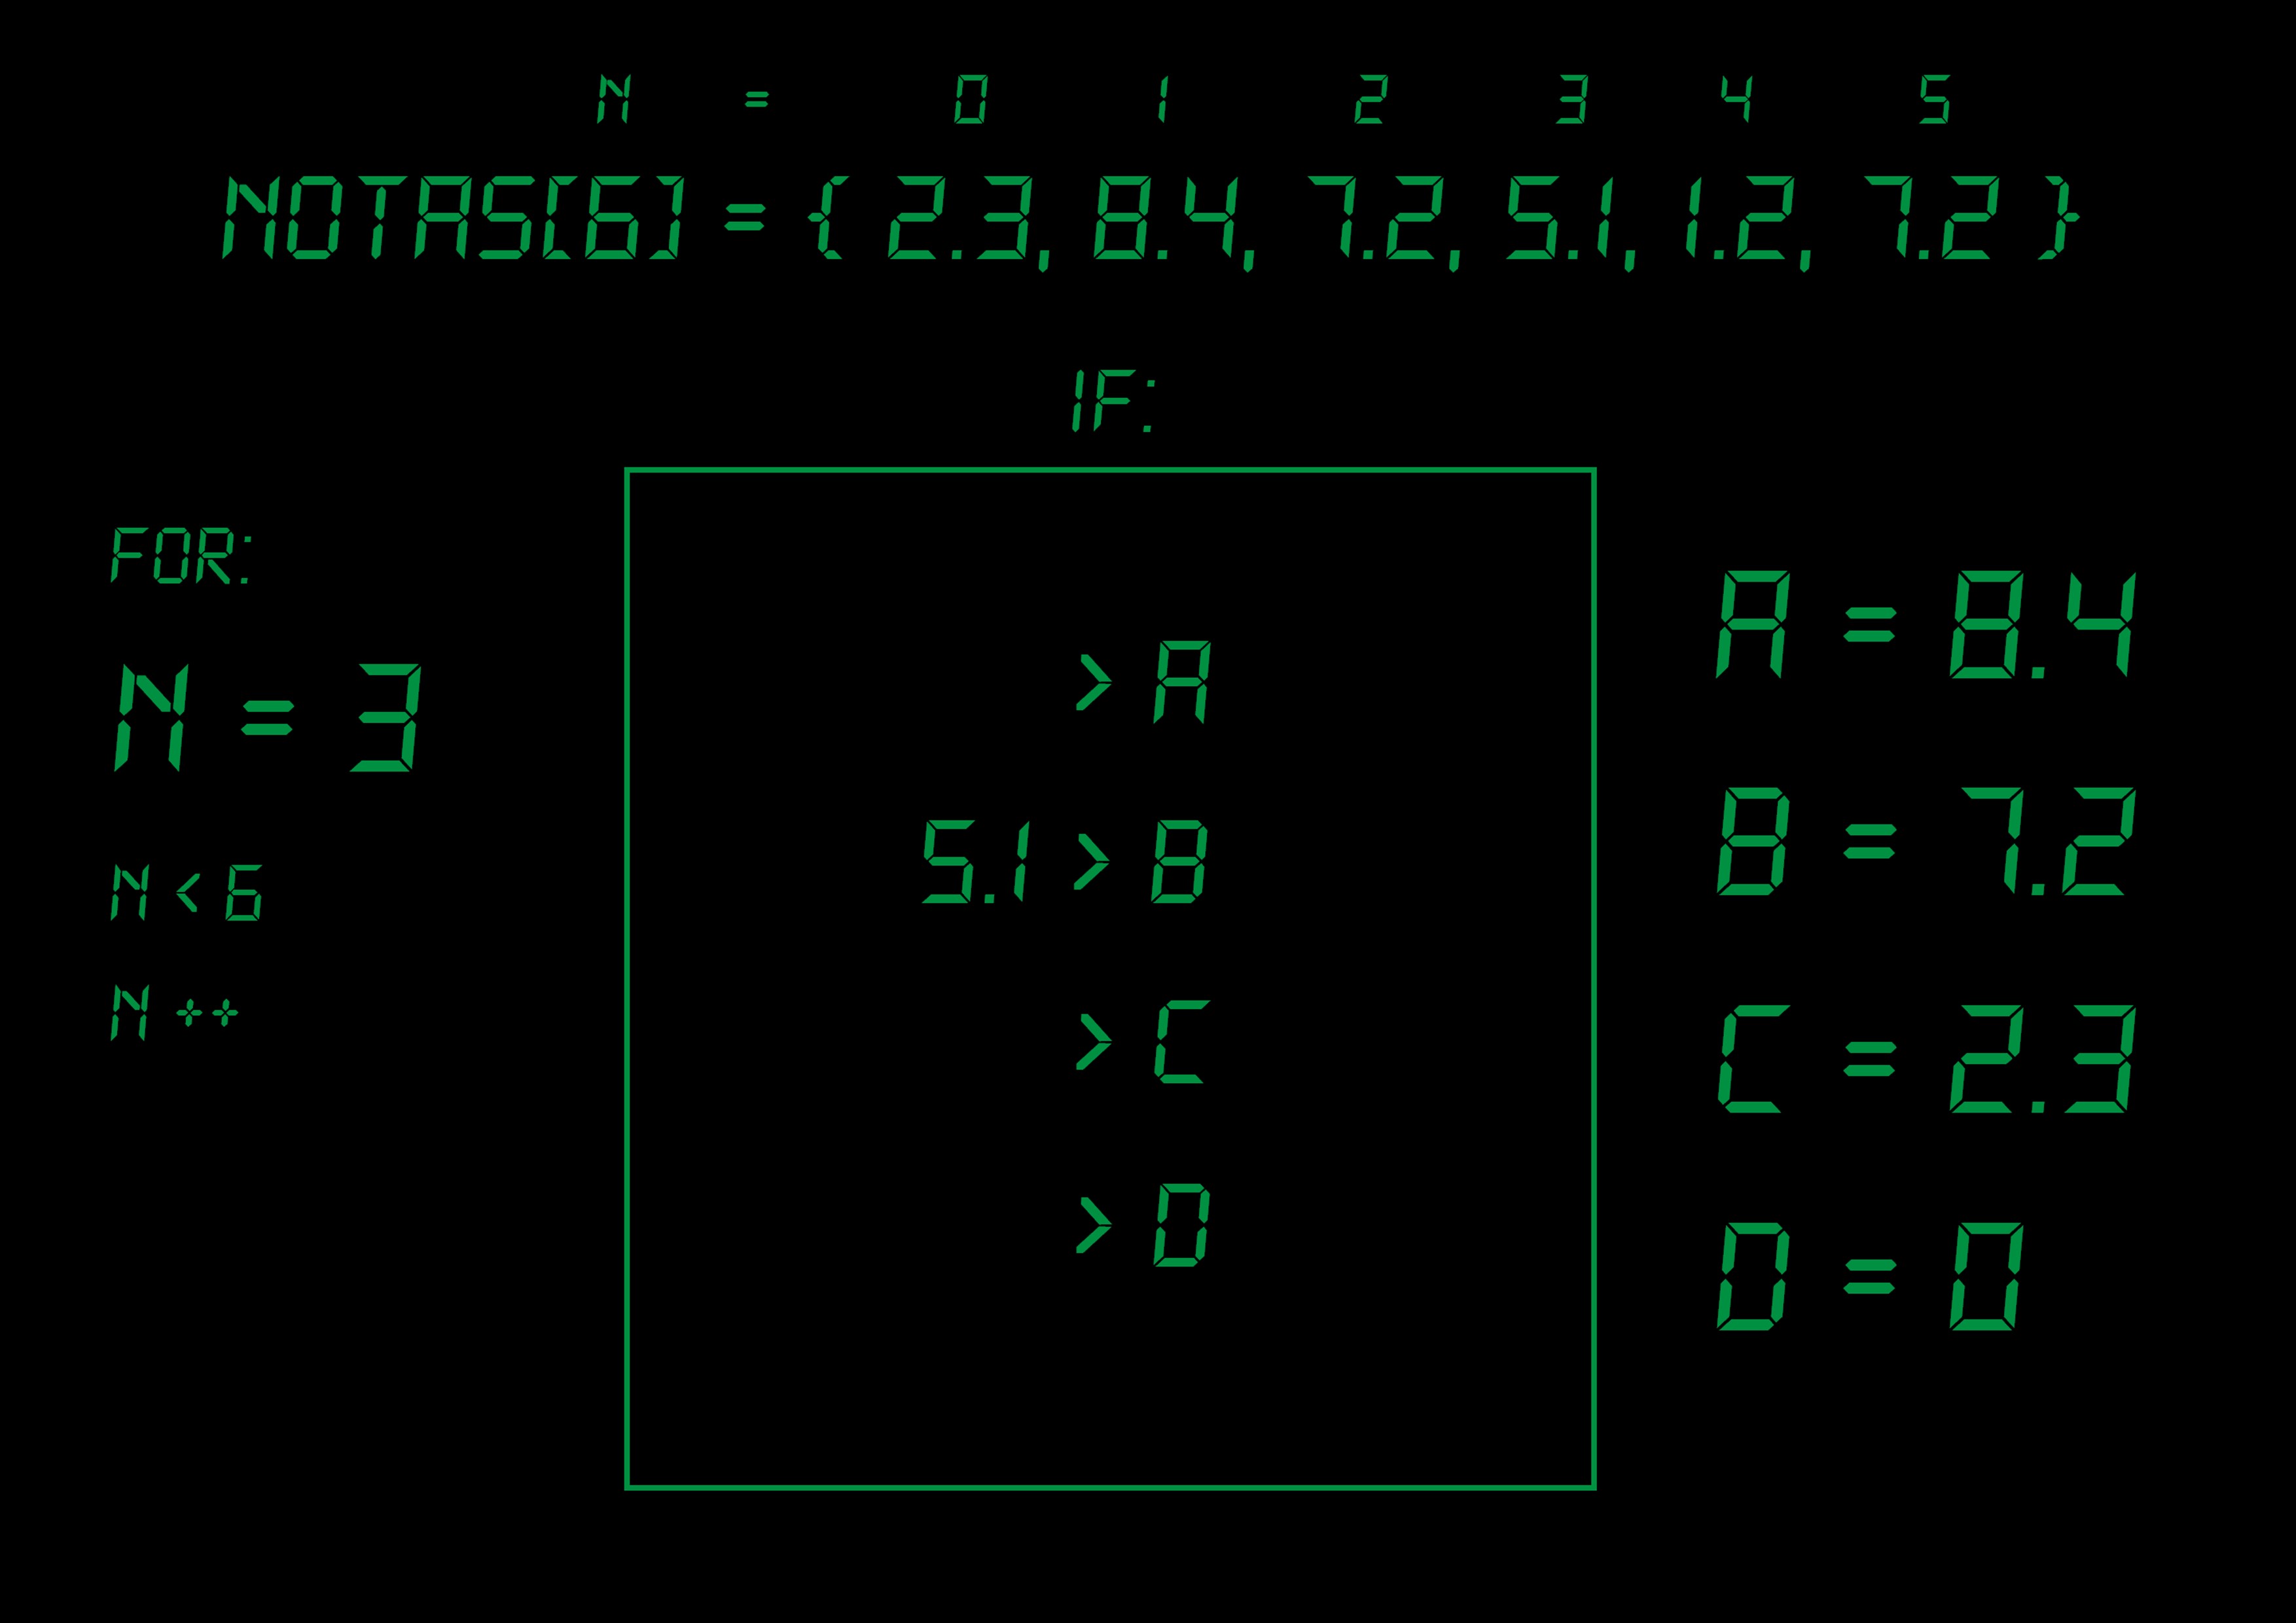 N = 0 1 2 3 4 5
NOTAS[6] = { 2.3, 8.4, 7.2, 5.1, 1.2, 7.2 }
IF:
FOR:
N = 3
N < 6
N ++
> A
5.1 > B
> C
> D
A = 8.4
B = 7.2
C = 2.3
D = 0